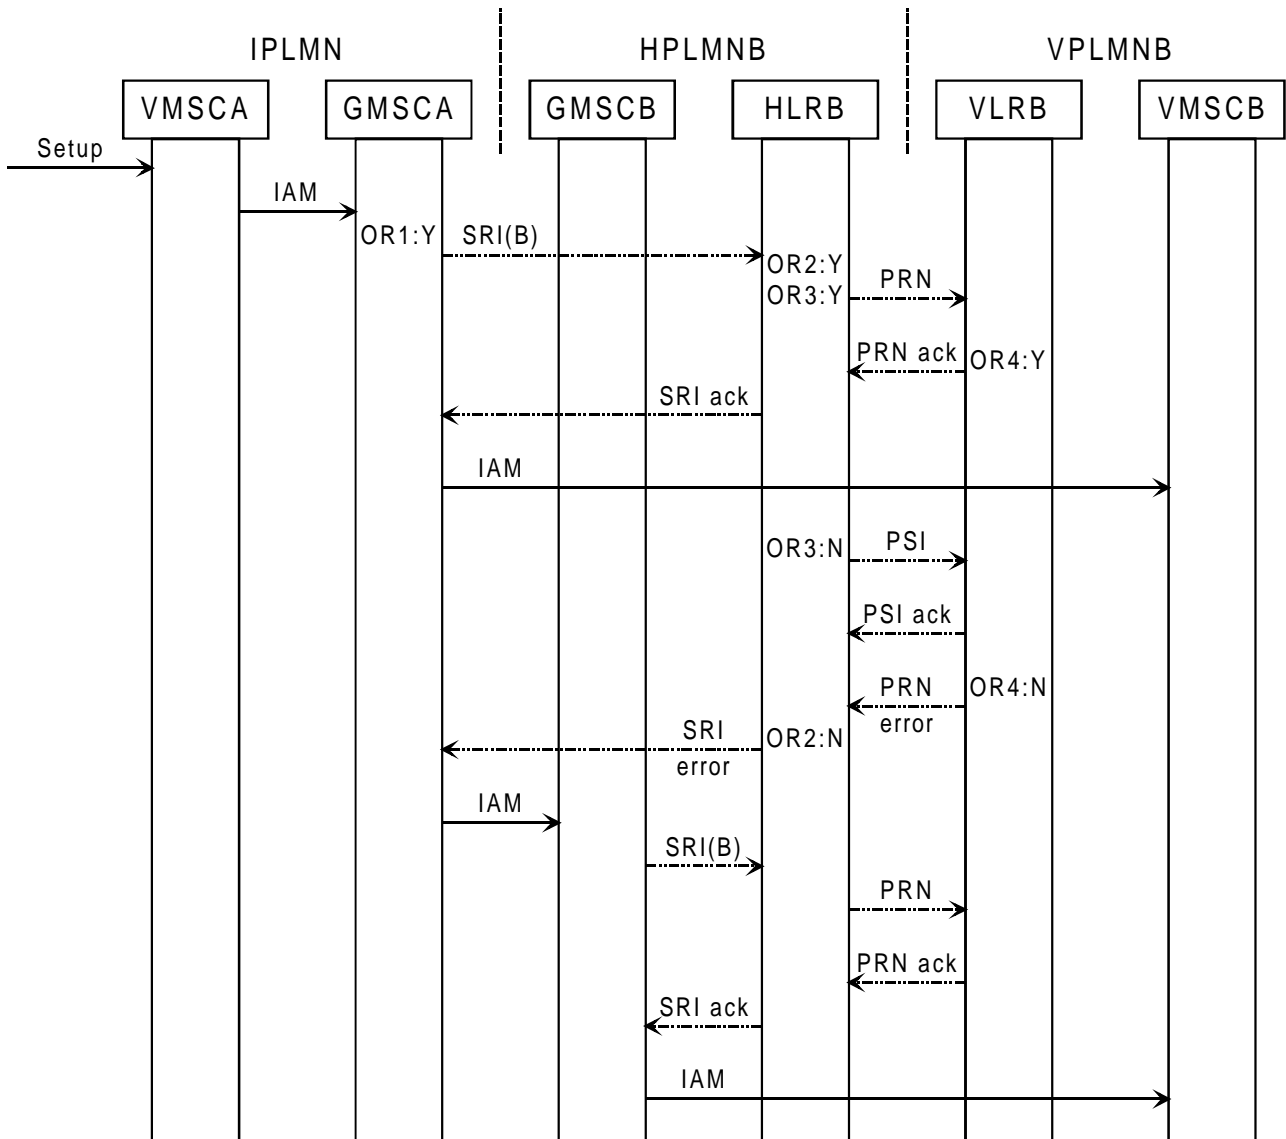 IPLMN HPLMNB VPLMNB
VMSCA GMSCA GMSCB HLRB VLRB VMSCB
Setup
IAM
OR1:Y SRI(B)
OR2:Y
PRN
OR3:Y
PRN ack OR4:Y
SRI ack
IAM
OR3:N PSI
PSI ack
PRN OR4:N
error
SRI OR2:N
error
IAM
SRI(B)
PRN
PRN ack
SRI ack
IAM